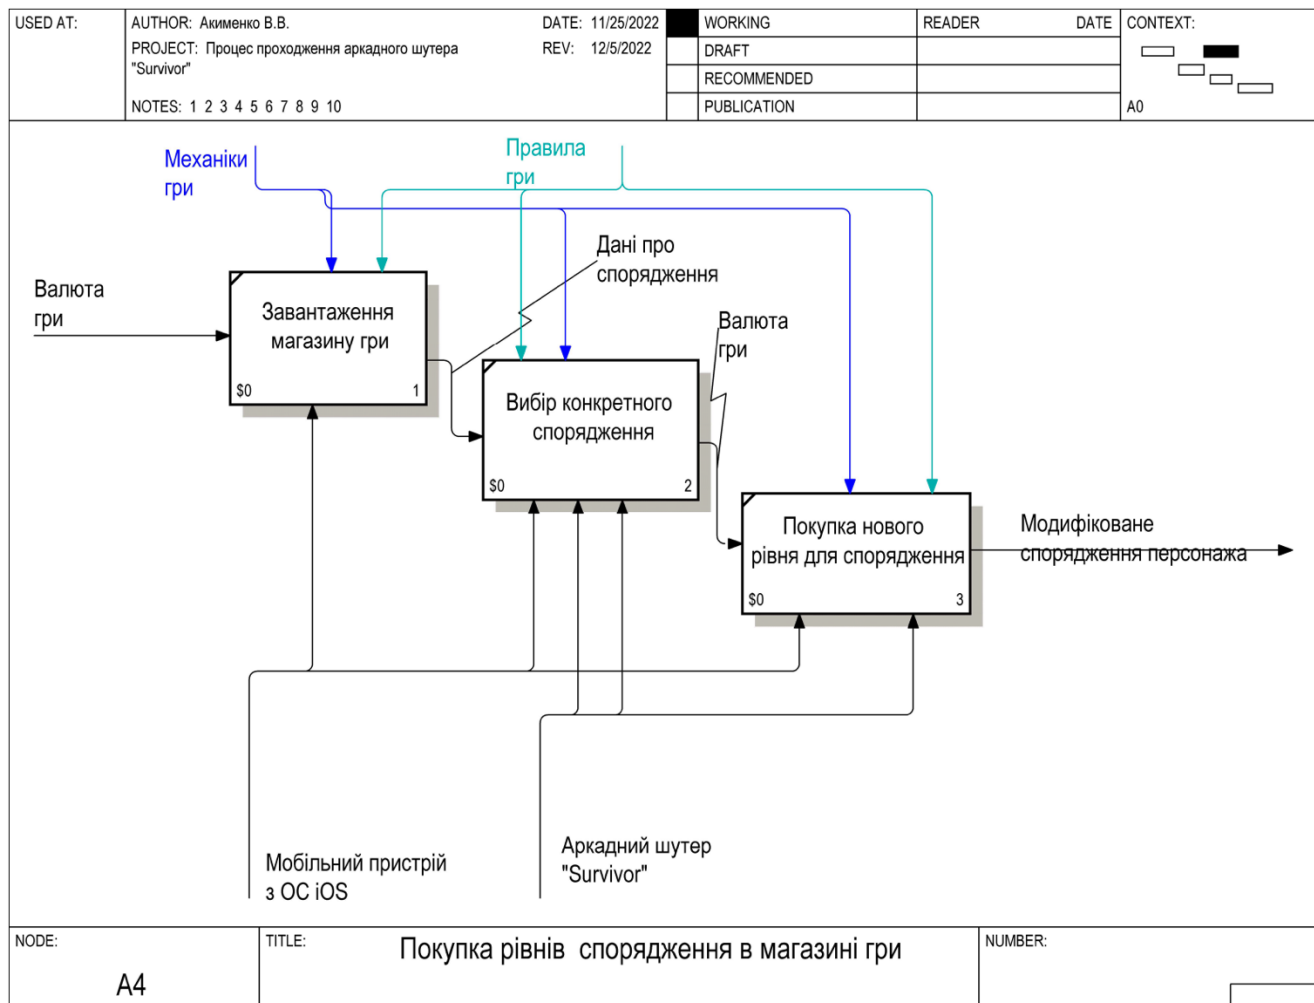 USED AT:
AUTHOR: Акименко В.В.
DATE: 11/25/2022
PROJECT: Процес проходження аркадного шутера
"Survivor"
REV: 12/5/2022
NOTES: 1 2 3 4 5 6 7 8 9 10
WORKING
DRAFT
RECOMMENDED
PUBLICATION
READER DATE
CONTEXT:
A0
Механіки
гри
Правила
гри
Дані про
спорядження
Валюта
гри
Завантаження
магазину гри
$0 1
Валюта
гри
Вибір конкретного
спорядження
$0 2
Покупка нового
рівня для спорядження
$0 3
Модифіковане
спорядження персонажа
Мобільний пристрій
з ОС iOS
Аркадний шутер
"Survivor"
NODE:
A4
TITLE:
Покупка рівнів спорядження в магазині гри
NUMBER: